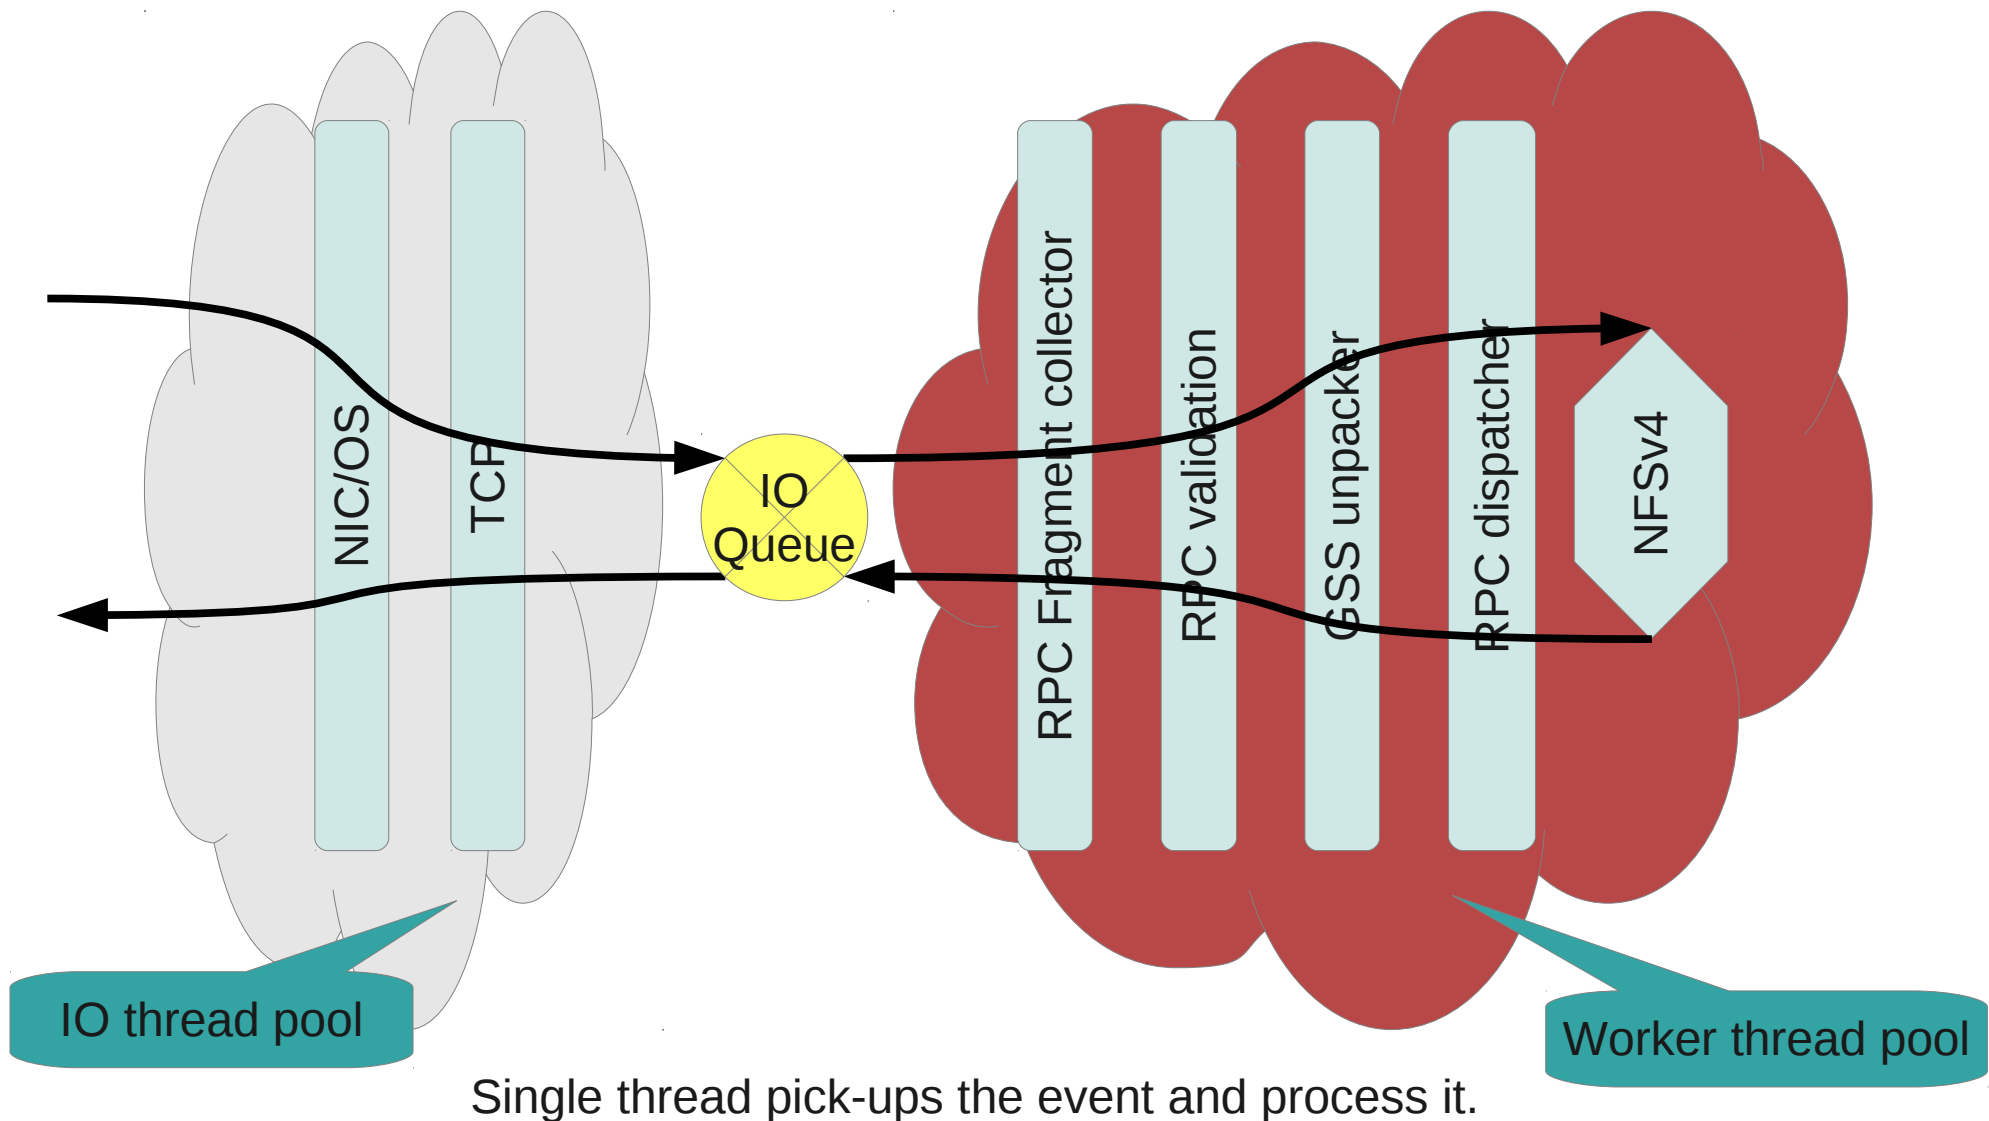 NIC/OS
TCP
IO
Queue
RPC Fragment collector
RPC validation
GSS unpacker
RPC dispatcher
NFSv4
IO thread pool
Worker thread pool
Single thread pick-ups the event and process it.